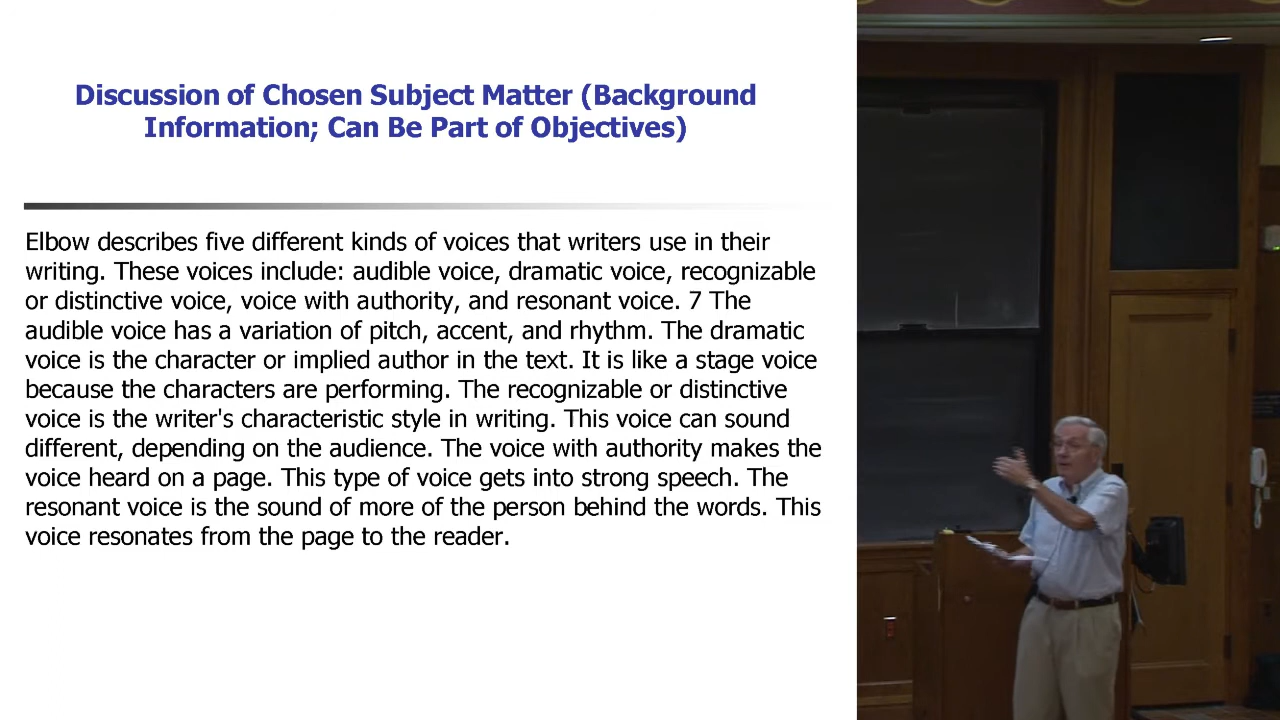 Discussion of Chosen Subject Matter (Background
Information; Can Be Part of Objectives)
Elbow describes five different kinds of voices that writers use in their
writing. These voices include: audible voice, dramatic voice, recognizable
or distinctive voice, voice with authority, and resonant voice. 7 The
audible voice has a variation of pitch, accent, and rhythm. The dramatic
voice is the character or implied author in the text. It is like a stage voice
because the characters are performing. The recognizable or distinctive
voice is the writer's characteristic style in writing. This voice can sound
different, depending on the audience. The voice with authority makes the
voice heard on a page. This type of voice gets into strong speech. The
resonant voice is the sound of more of the person behind the words. This
voice resonates from the page to the reader.